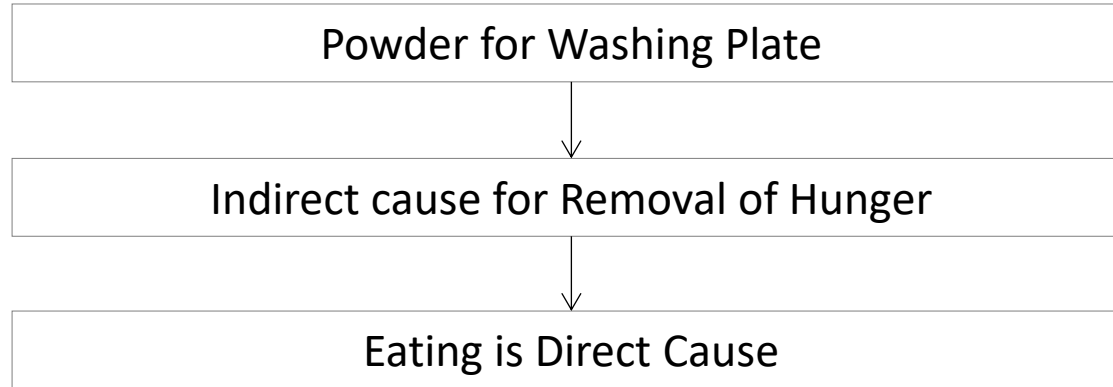 Powder for Washing Plate
Indirect cause for Removal of Hunger
Eating is Direct Cause